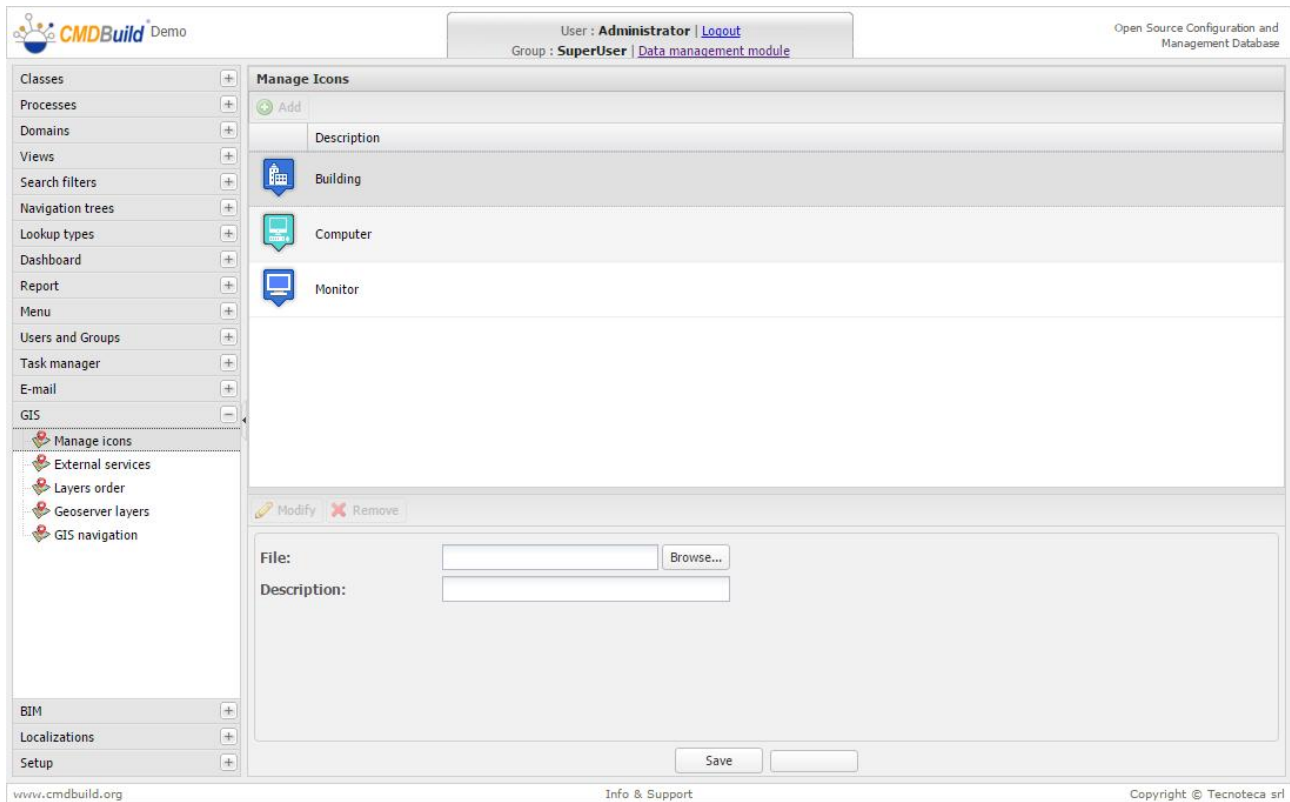 CMDBuild Demo
User : Administrator | Logout
Group : SuperUser | Data management module
Open Source Configuration and
Management Database
Classes
Processes
Domains
Views
Search filters
Navigation trees
Lookup types
Dashboard
Report
Menu
Users and Groups
Task manager
E-mail
GIS
Manage icons
External services
Layers order
Geoserver layers
GIS navigation
BIM
Localizations
Setup
Manage Icons
Add
Description
Building
Computer
Monitor
Modify Remove
File: Browse...
Description:
Save
www.cmdbuild.org Info & Support Copyright © Tecnoteca srl